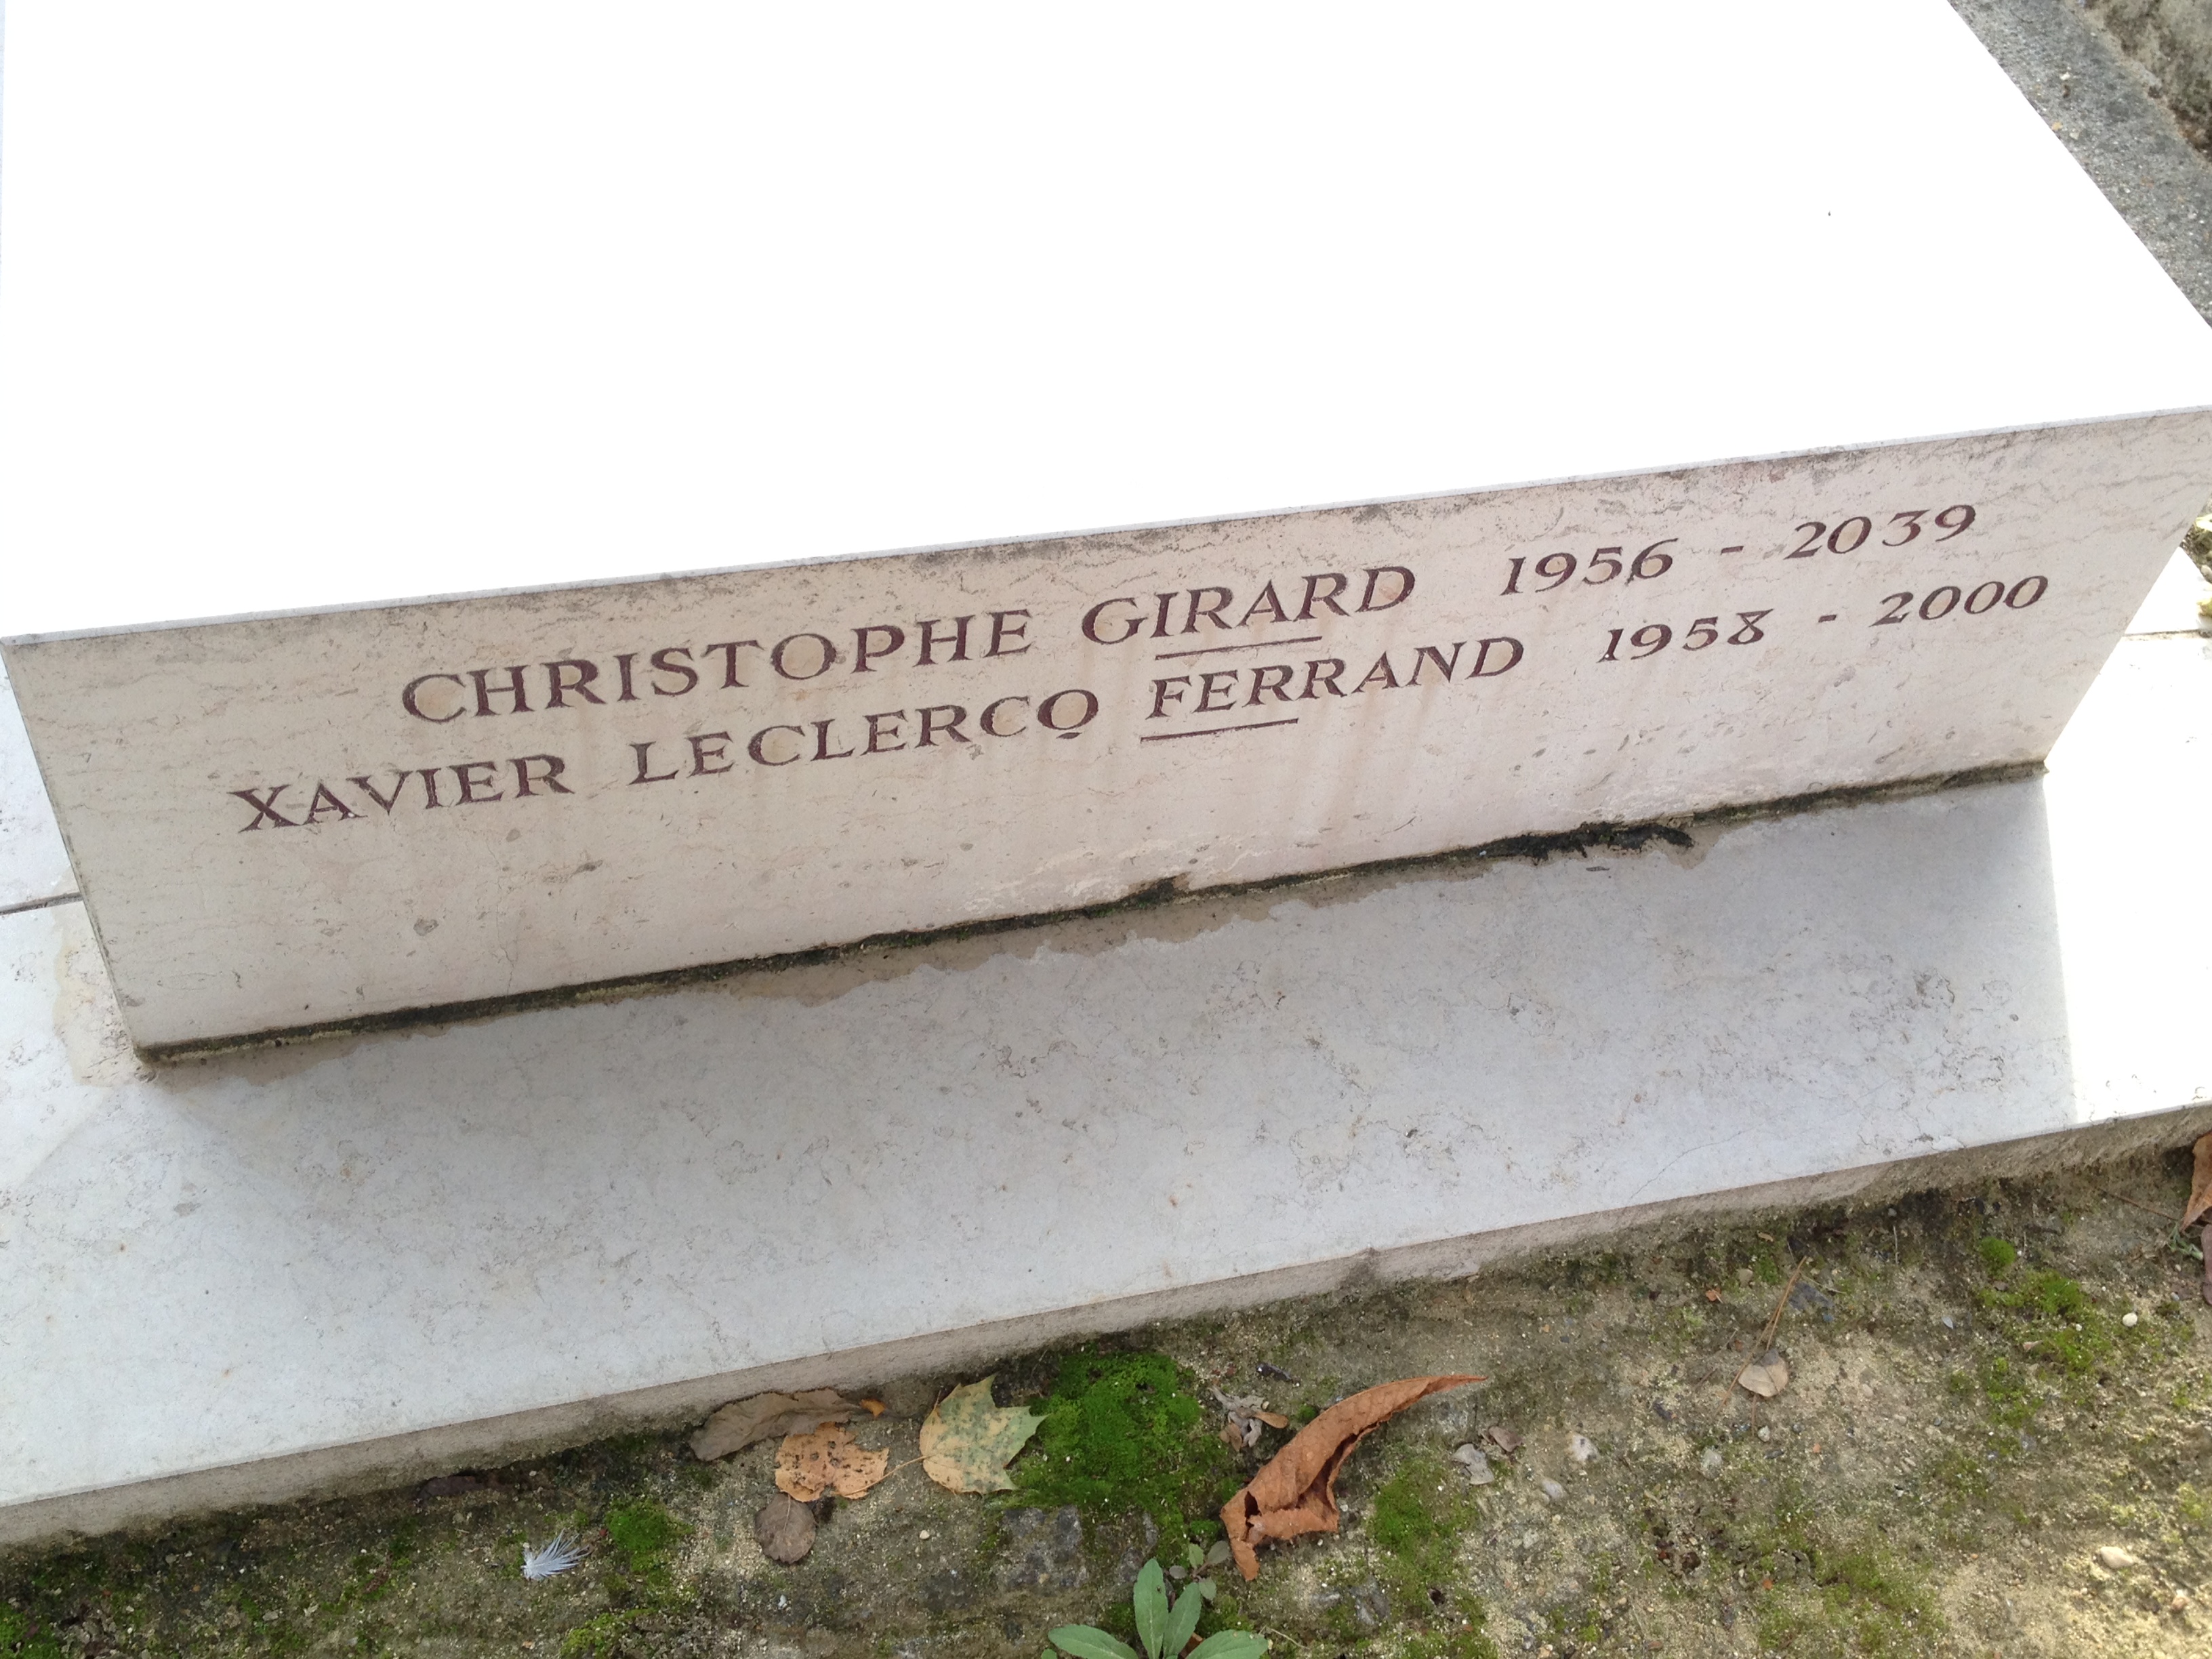 CHRISTOPHE GIRARD 1956 - 2039
XAVIER LECLERCQ FERRAND 1958 - 2000